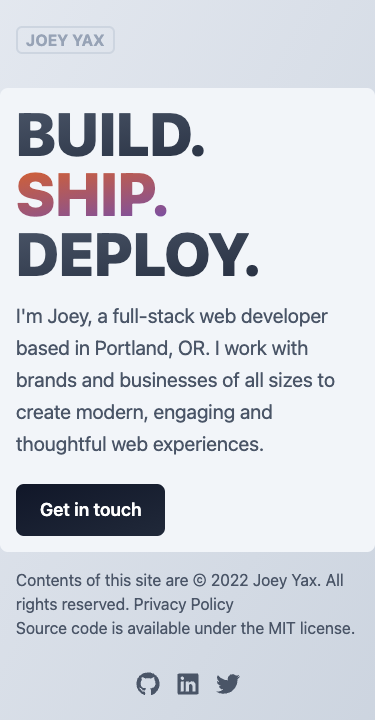 JOEY YAX
BUILD.
SHIP.
DEPLOY.
I'm Joey, a full-stack web developer
based in Portland, OR. I work with
brands and businesses of all sizes to
create modern, engaging and
thoughtful web experiences.
Get in touch
Contents of this site are © 2022 Joey Yax. All
rights reserved. Privacy Policy
Source code is available under the MIT license.